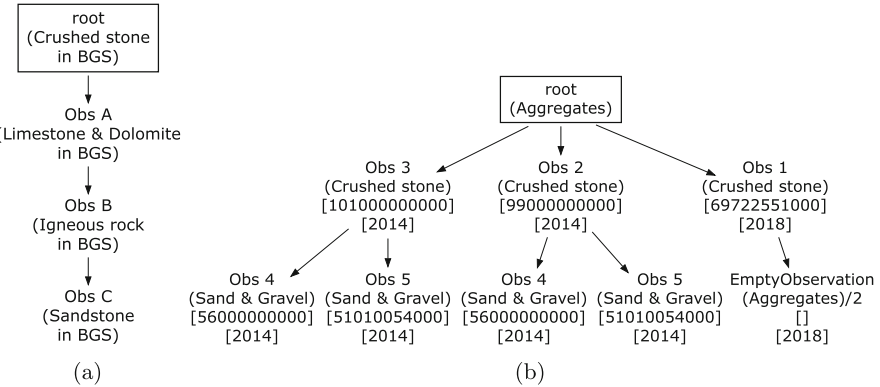 root
(Crushed stone
in BGS)
Obs A
(Limestone & Dolomite
in BGS)
Obs B
(Igneous rock
in BGS)
Obs C
(Sandstone
in BGS)
(a)
root
(Aggregates)
Obs 3
(Crushed stone)
[101000000000]
[2014]
Obs 2
(Crushed stone)
[99000000000]
[2014]
Obs 1
(Crushed stone)
[69722551000]
[2018]
Obs 4
(Sand & Gravel)
[56000000000]
[2014]
Obs 5
(Sand & Gravel)
[51010054000]
[2014]
Obs 4
(Sand & Gravel)
[56000000000]
[2014]
Obs 5
(Sand & Gravel)
[51010054000]
[2014]
EmptyObservation
(Aggregates)/2
[]
[2018]
(b)